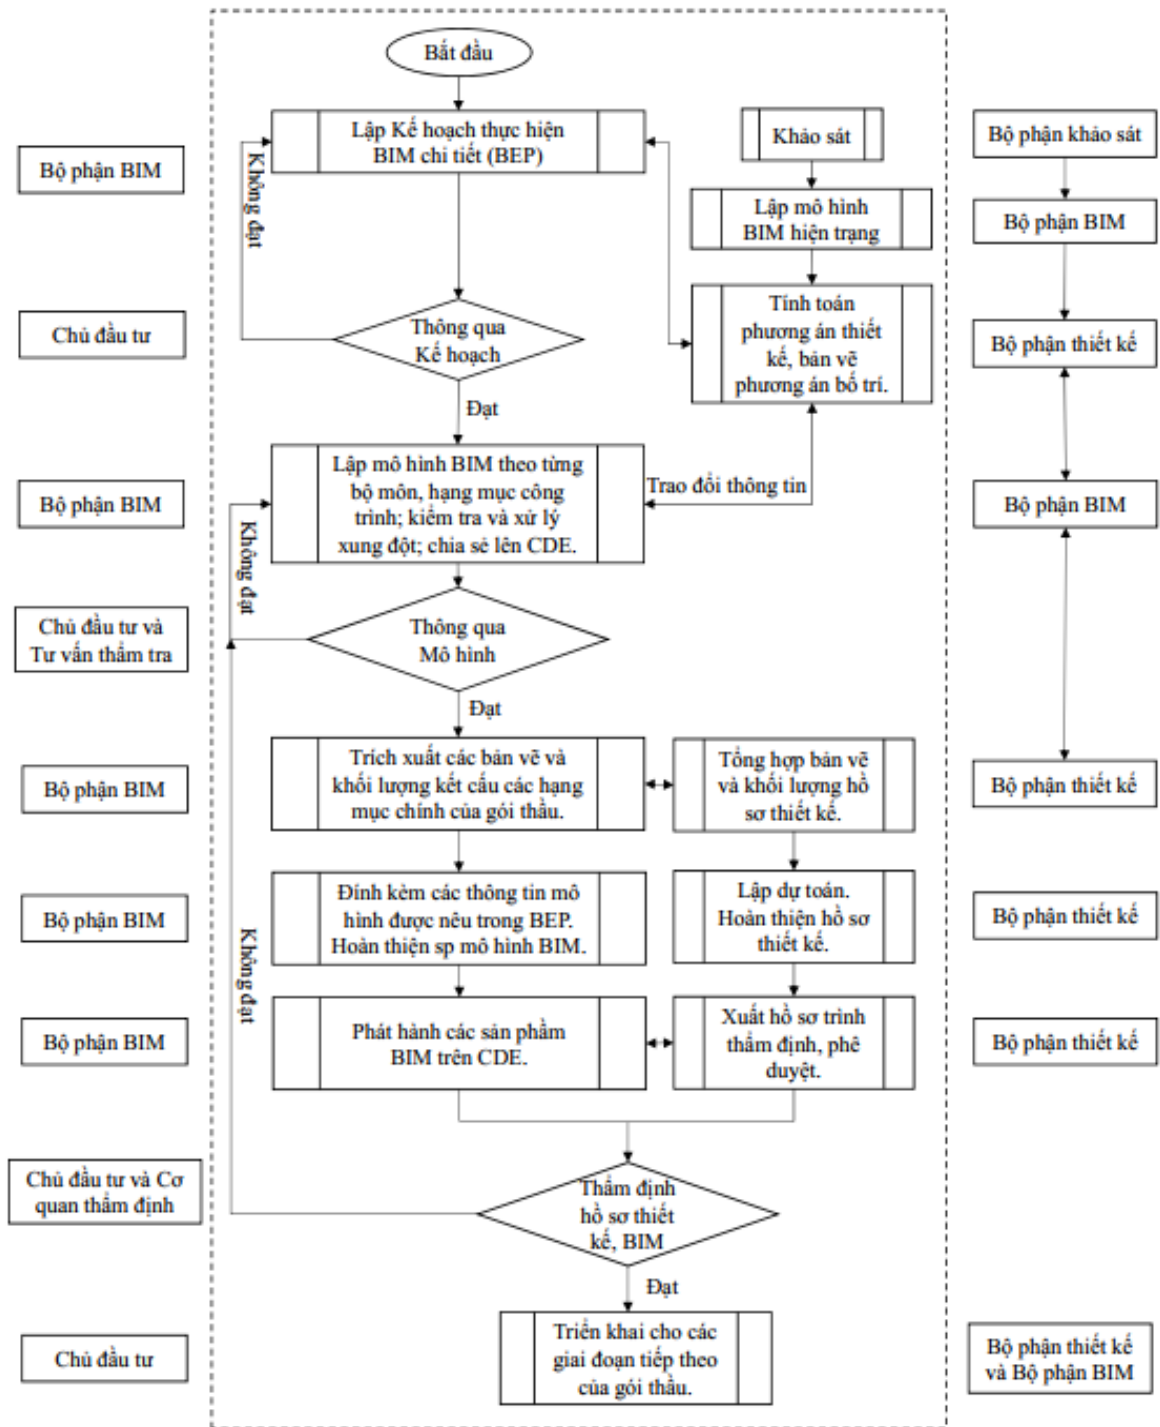 Bắt đầu
Lập Kế hoạch thực hiện
BIM chi tiết (BEP)
Khảo sát
Bộ phận khảo sát
Bộ phận BIM
Không đạt
Lập mô hình
BIM hiện trạng
Bộ phận BIM
Chủ đầu tư
Thông qua
Kế hoạch
Tính toán
phương án thiết
kế, bản vẽ
phương án bố trí.
Bộ phận thiết kế
Đạt
Bộ phận BIM
Lập mô hình BIM theo từng
bộ môn, hạng mục công
trình; kiểm tra và xử lý
xung đột; chia sẻ lên CDE.
Trao đổi thông tin
Bộ phận BIM
Không đạt
Chủ đầu tư và
Tư vấn thẩm tra
Thông qua
Mô hình
Đạt
Bộ phận BIM
Trích xuất các bản vẽ và
khối lượng kết cấu các hạng
mục chính của gói thầu.
Tổng hợp bản vẽ
và khối lượng hồ
sơ thiết kế.
Bộ phận thiết kế
Bộ phận BIM
Đính kèm các thông tin mô
hình được nêu trong BEP.
Hoàn thiện sp mô hình BIM.
Lập dự toán.
Hoàn thiện hồ sơ
thiết kế.
Bộ phận thiết kế
Không đạt
Bộ phận BIM
Phát hành các sản phẩm
BIM trên CDE.
Xuất hồ sơ trình
thẩm định, phê
duyệt.
Bộ phận thiết kế
Chủ đầu tư và Cơ
quan thẩm định
Thẩm định
hồ sơ thiết
kế, BIM
Đạt
Chủ đầu tư
Triển khai cho các
giai đoạn tiếp theo
của gói thầu.
Bộ phận thiết kế
và Bộ phận BIM